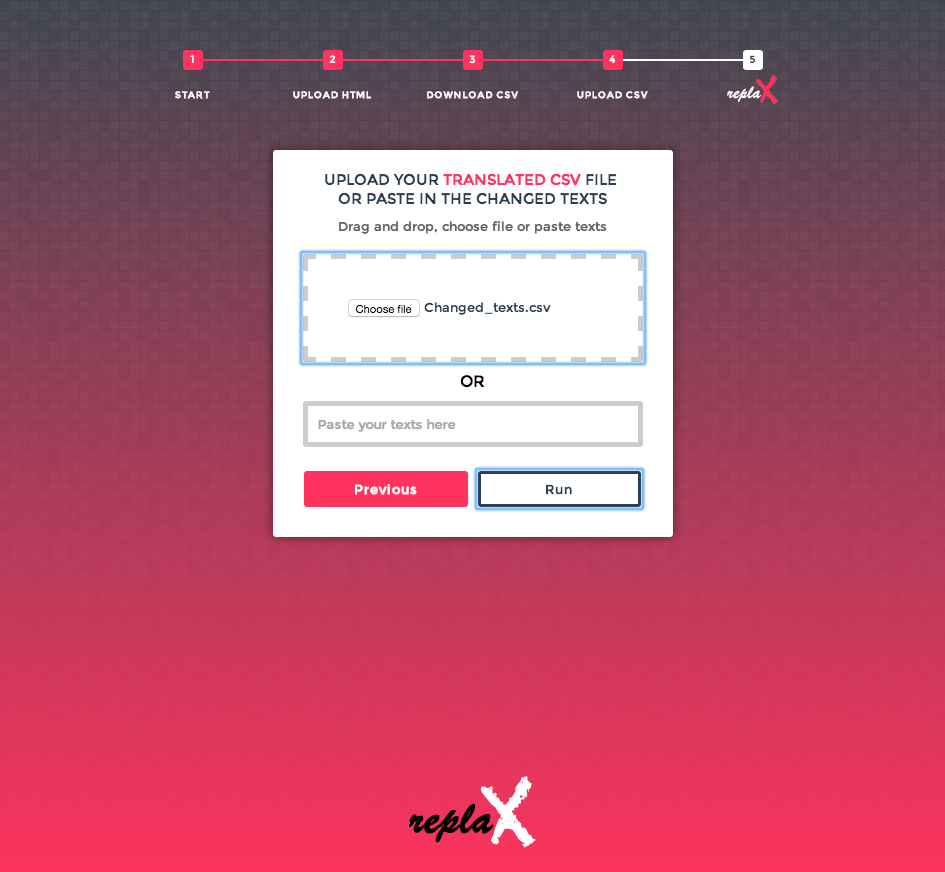 1 2 3 4 5
START UPLOAD HTML DOWNLOAD CSV UPLOAD CSV replaX
UPLOAD YOUR TRANSLATED CSV FILE
OR PASTE IN THE CHANGED TEXTS
Drag and drop, choose file or paste texts
Choose file Changed_texts.csv
OR
Paste your texts here
Previous Run
replaX